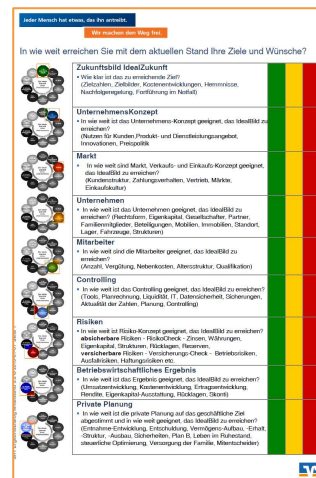 Jeder Mensch hat etwas, das ihn antreibt.
Wir machen den Weg frei.
In wie weit erreichen Sie mit dem aktuellen Stand Ihre Ziele und Wünsche?
Zukunftsbild IdealZukunft
• Wie klar ist das zu erreichende Ziel?
(Zielzahlen, Zielbilder, Kostenentwicklungen, Hemmnisse,
Nachfolgeregelung, Fortführung im Notfall)
UnternehmensKonzept
• In wie weit ist das Unternehmens-Konzept geeignet, das IdealBild zu
erreichen?
(Nutzen für Kunden, Produkt- und Dienstleistungsangebot,
Innovationen, Preispolitik
Markt
• In wie weit sind Markt, Verkaufs- und Einkaufs-Konzept geeignet,
das IdealBild zu erreichen?
(Kundenstruktur, Zahlungsverhalten, Vertrieb, Märkte,
Einkaufskultur)
Unternehmen
• In wie weit ist das Unternehmen geeignet, das IdealBild zu
erreichen? (Rechtsform, Eigenkapital, Gesellschafter, Partner,
Familienmitglieder, Beteiligungen, Mobilien, Immobilien, Standort,
Lager, Fahrzeuge, Strukturen)
Mitarbeiter
• In wie weit sind die Mitarbeiter geeignet, das IdealBild zu
erreichen?
(Anzahl, Vergütung, Nebenkosten, Altersstruktur, Qualifikation)
Controlling
• In wie weit ist das Controlling geeignet, das IdealBild zu erreichen?
(Tools, Planrechnung, Liquidität, IT, Datensicherheit, Sicherungen,
Aktualität der Zahlen, Planung, Controlling)
Risiken
• In wie weit ist Risiko-Konzept geeignet, das IdealBild zu erreichen?
absicherbare Risiken - RisikoCheck - Zinsen, Währungen,
Eigenkapital, Strukturen, Rücklagen, Reserven,
versicherbare Risiken - Versicherungs-Check - Betriebsrisiken,
Ausfallrisiken, Haftungsrisiken etc.
Betriebswirtschaftliches Ergebnis
• In wie weit ist das Ergebnis geeignet, das IdealBild zu erreichen?
(Umsatzentwicklung, Kostenentwicklung, Ertragsentwicklung,
Rendite, Eigenkapital-Ausstattung, Rücklagen, Skonti)
Private Planung
• In wie weit ist die private Planung auf das geschäftliche Ziel
abgestimmt und in wie weit geeignet, das IdealBild zu erreichen?
(Entnahme-Entwicklung, Entschuldung, Vermögens-Aufbau, -Erhalt,
-Struktur, -Ausbau, Sicherheiten, Plan B, Leben im Ruhestand,
steuerliche Optimierung, Versorgung der Familie, Mitentscheider)